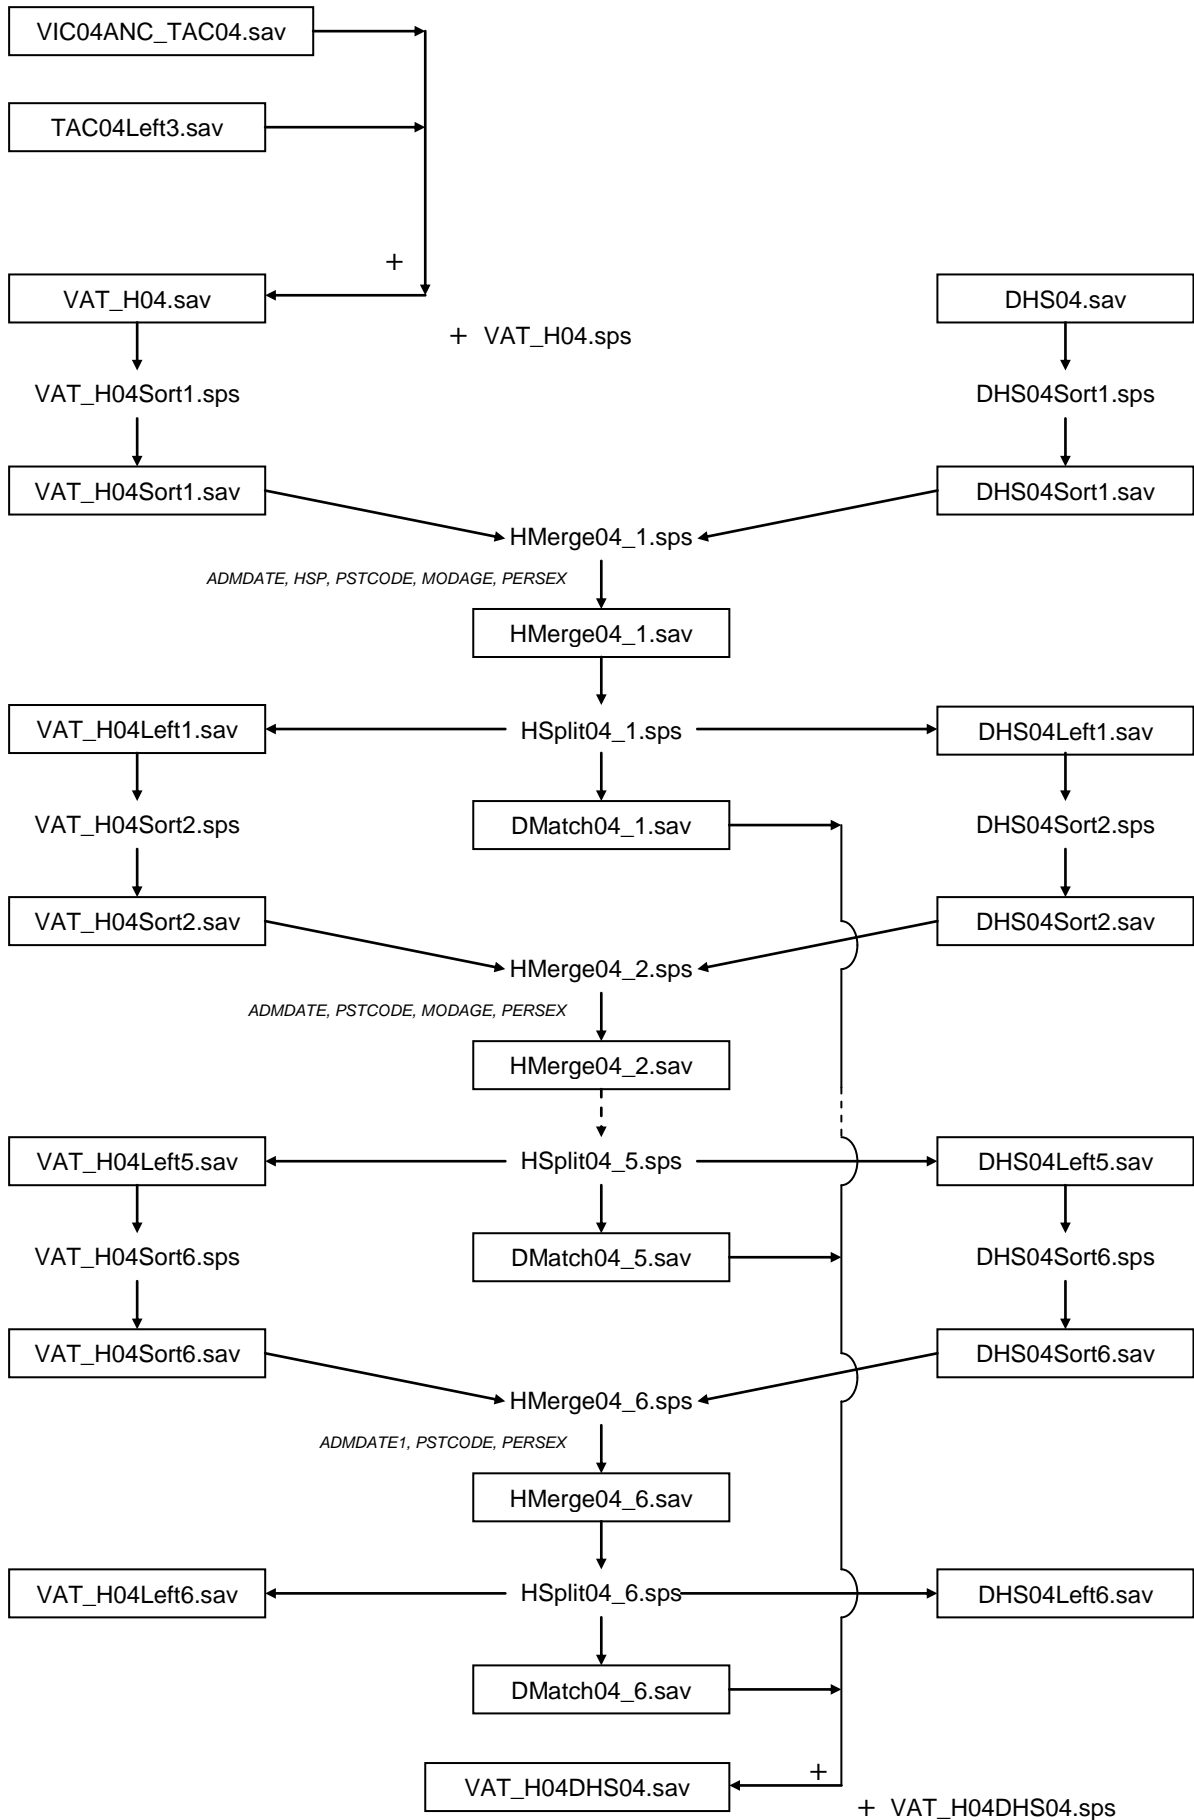 VIC04ANC_TAC04.sav
TAC04Left3.sav
+
VAT_H04.sav
DHS04.sav
+ VAT_H04.sps
VAT_H04Sort1.sps
DHS04Sort1.sps
VAT_H04Sort1.sav
DHS04Sort1.sav
HMerge04_1.sps
ADMDATE, HSP, PSTCODE, MODAGE, PERSEX
HMerge04_1.sav
VAT_H04Left1.sav
HSplit04_1.sps
DHS04Left1.sav
VAT_H04Sort2.sps
DMatch04_1.sav
DHS04Sort2.sps
VAT_H04Sort2.sav
DHS04Sort2.sav
HMerge04_2.sps
ADMDATE, PSTCODE, MODAGE, PERSEX
HMerge04_2.sav
VAT_H04Left5.sav
HSplit04_5.sps
DHS04Left5.sav
VAT_H04Sort6.sps
DMatch04_5.sav
DHS04Sort6.sps
VAT_H04Sort6.sav
DHS04Sort6.sav
HMerge04_6.sps
ADMDATE1, PSTCODE, PERSEX
HMerge04_6.sav
VAT_H04Left6.sav
HSplit04_6.sps
DHS04Left6.sav
DMatch04_6.sav
+
VAT_H04DHS04.sav
+ VAT_H04DHS04.sps